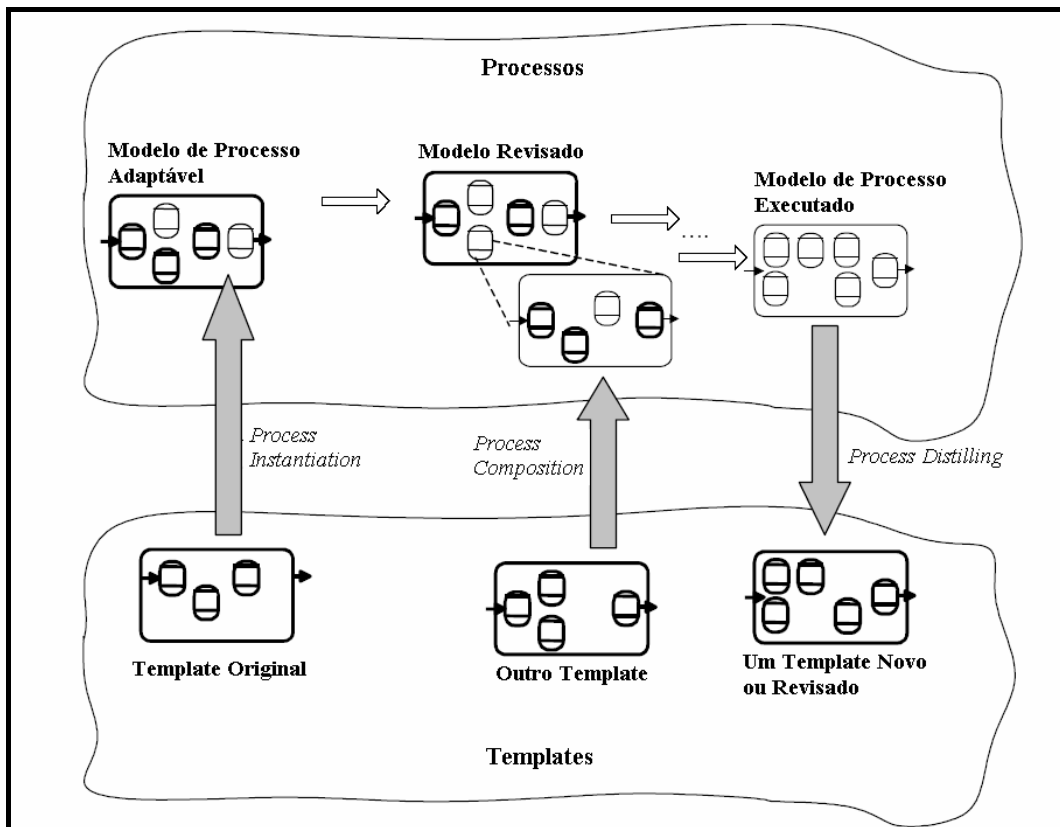 Processos
Modelo de Processo
Adaptável
Modelo Revisado
Modelo de Processo
Executado
....
Process
Instantiation
Process
Composition
Process Distilling
Template Original
Outro Template
Um Template Novo
ou Revisado
Templates